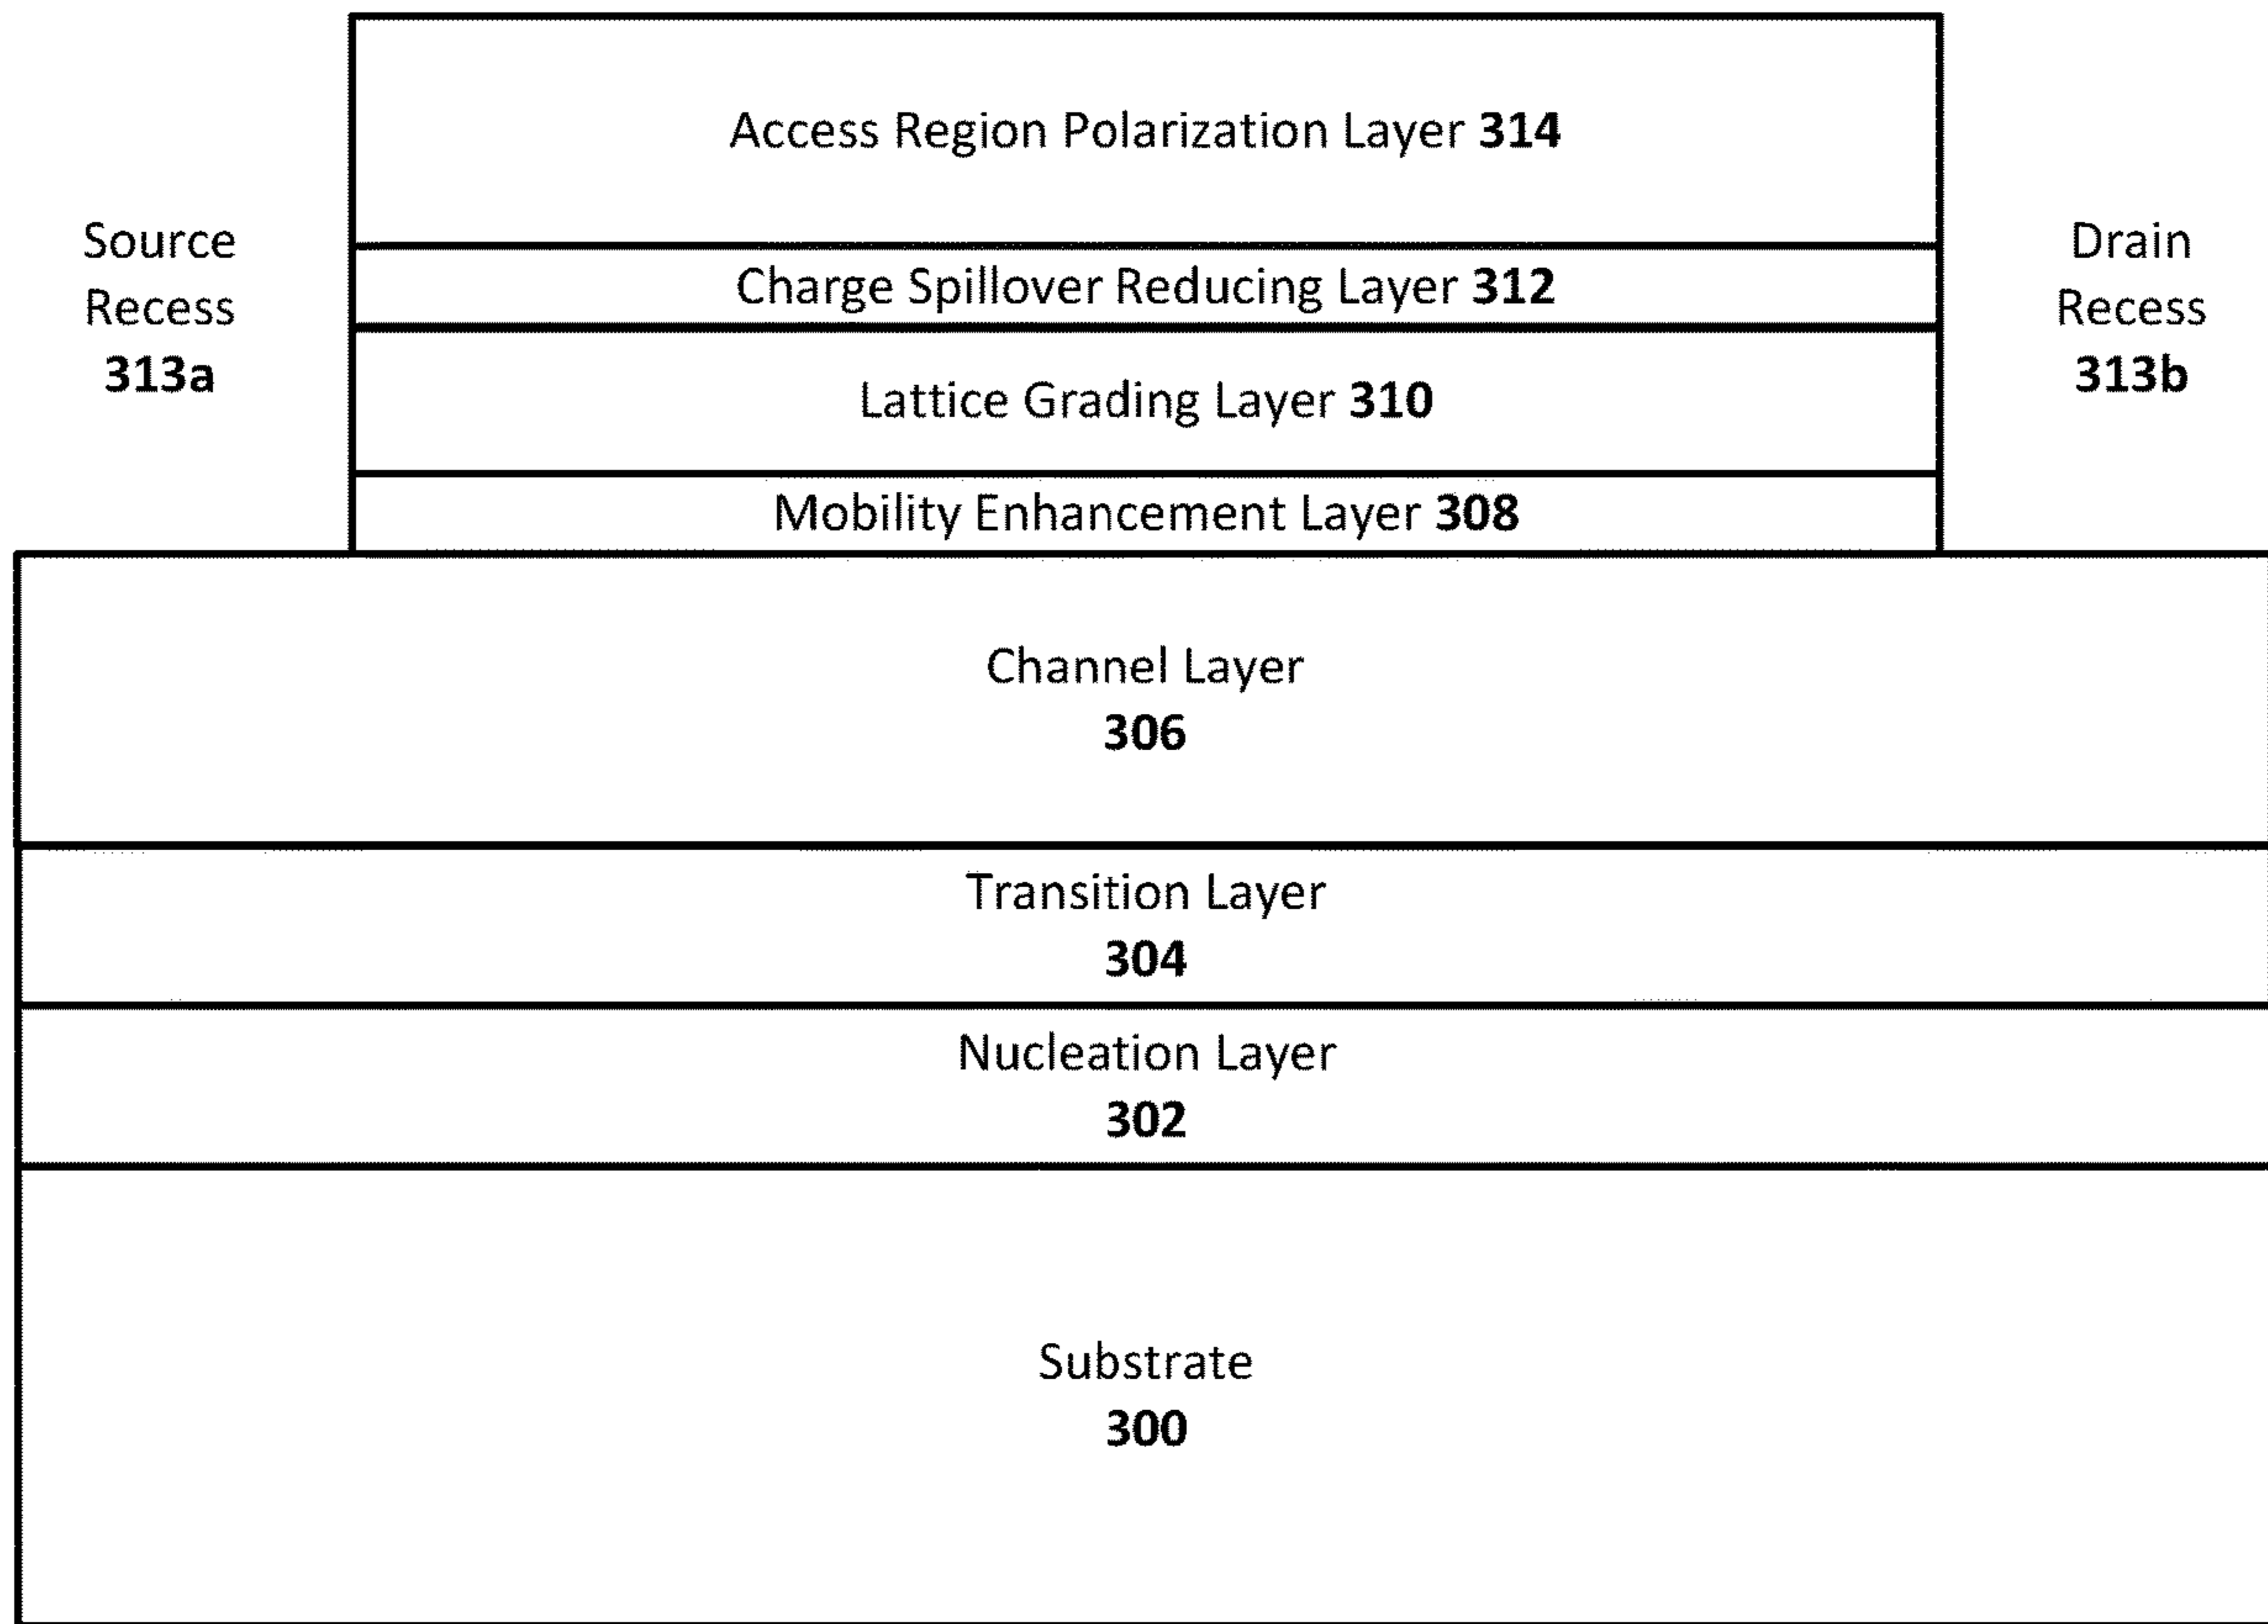 Access Region Polarization Layer 314
Source
Recess
313a
Charge Spillover Reducing Layer 312
Drain
Recess
313b
Lattice Grading Layer 310
Mobility Enhancement Layer 308
Channel Layer
306
Transition Layer
304
Nucleation Layer
302
Substrate
300